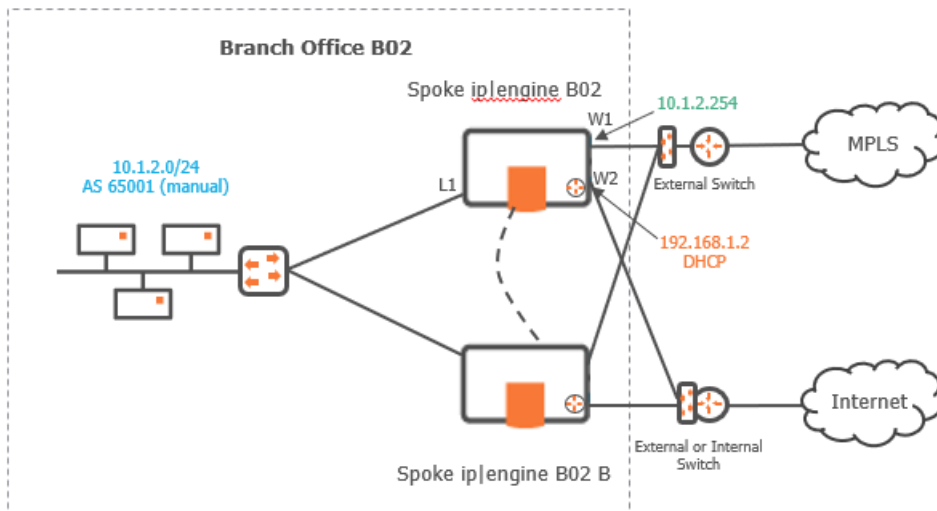 Branch Office B02
Spoke ip|engine B02
10.1.2.254
W1
MPLS
10.1.2.0/24
AS 65001 (manual)
L1
W2
External Switch
192.168.1.2
DHCP
Internet
External or Internal
Switch
Spoke ip|engine B02 B